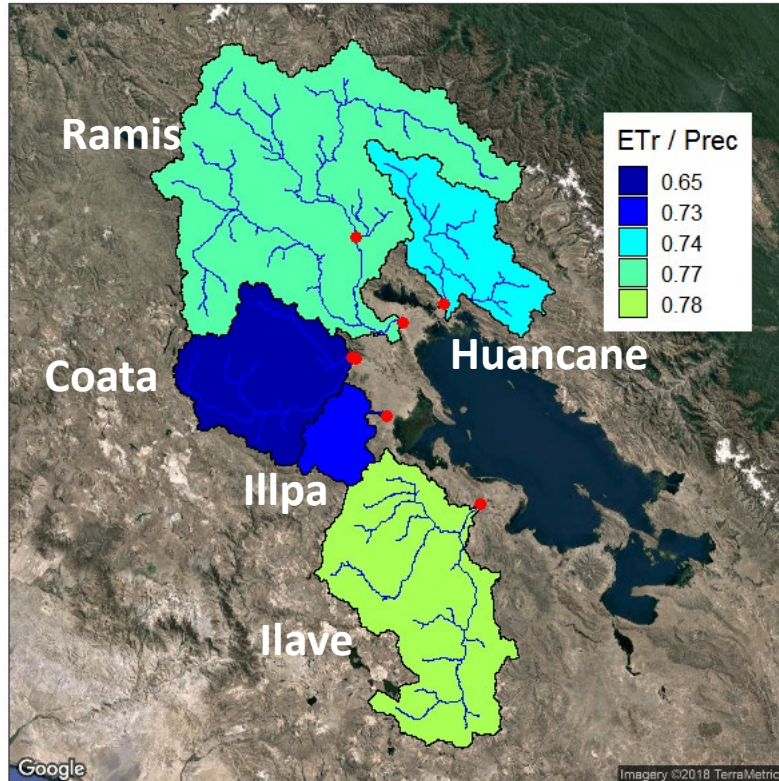 Ramis
ETr / Prec
0.65
0.73
0.74
0.77
0.78
Huancane
Coata
Illpa
Ilave
Google
Imagery ©2018 TerraMetric